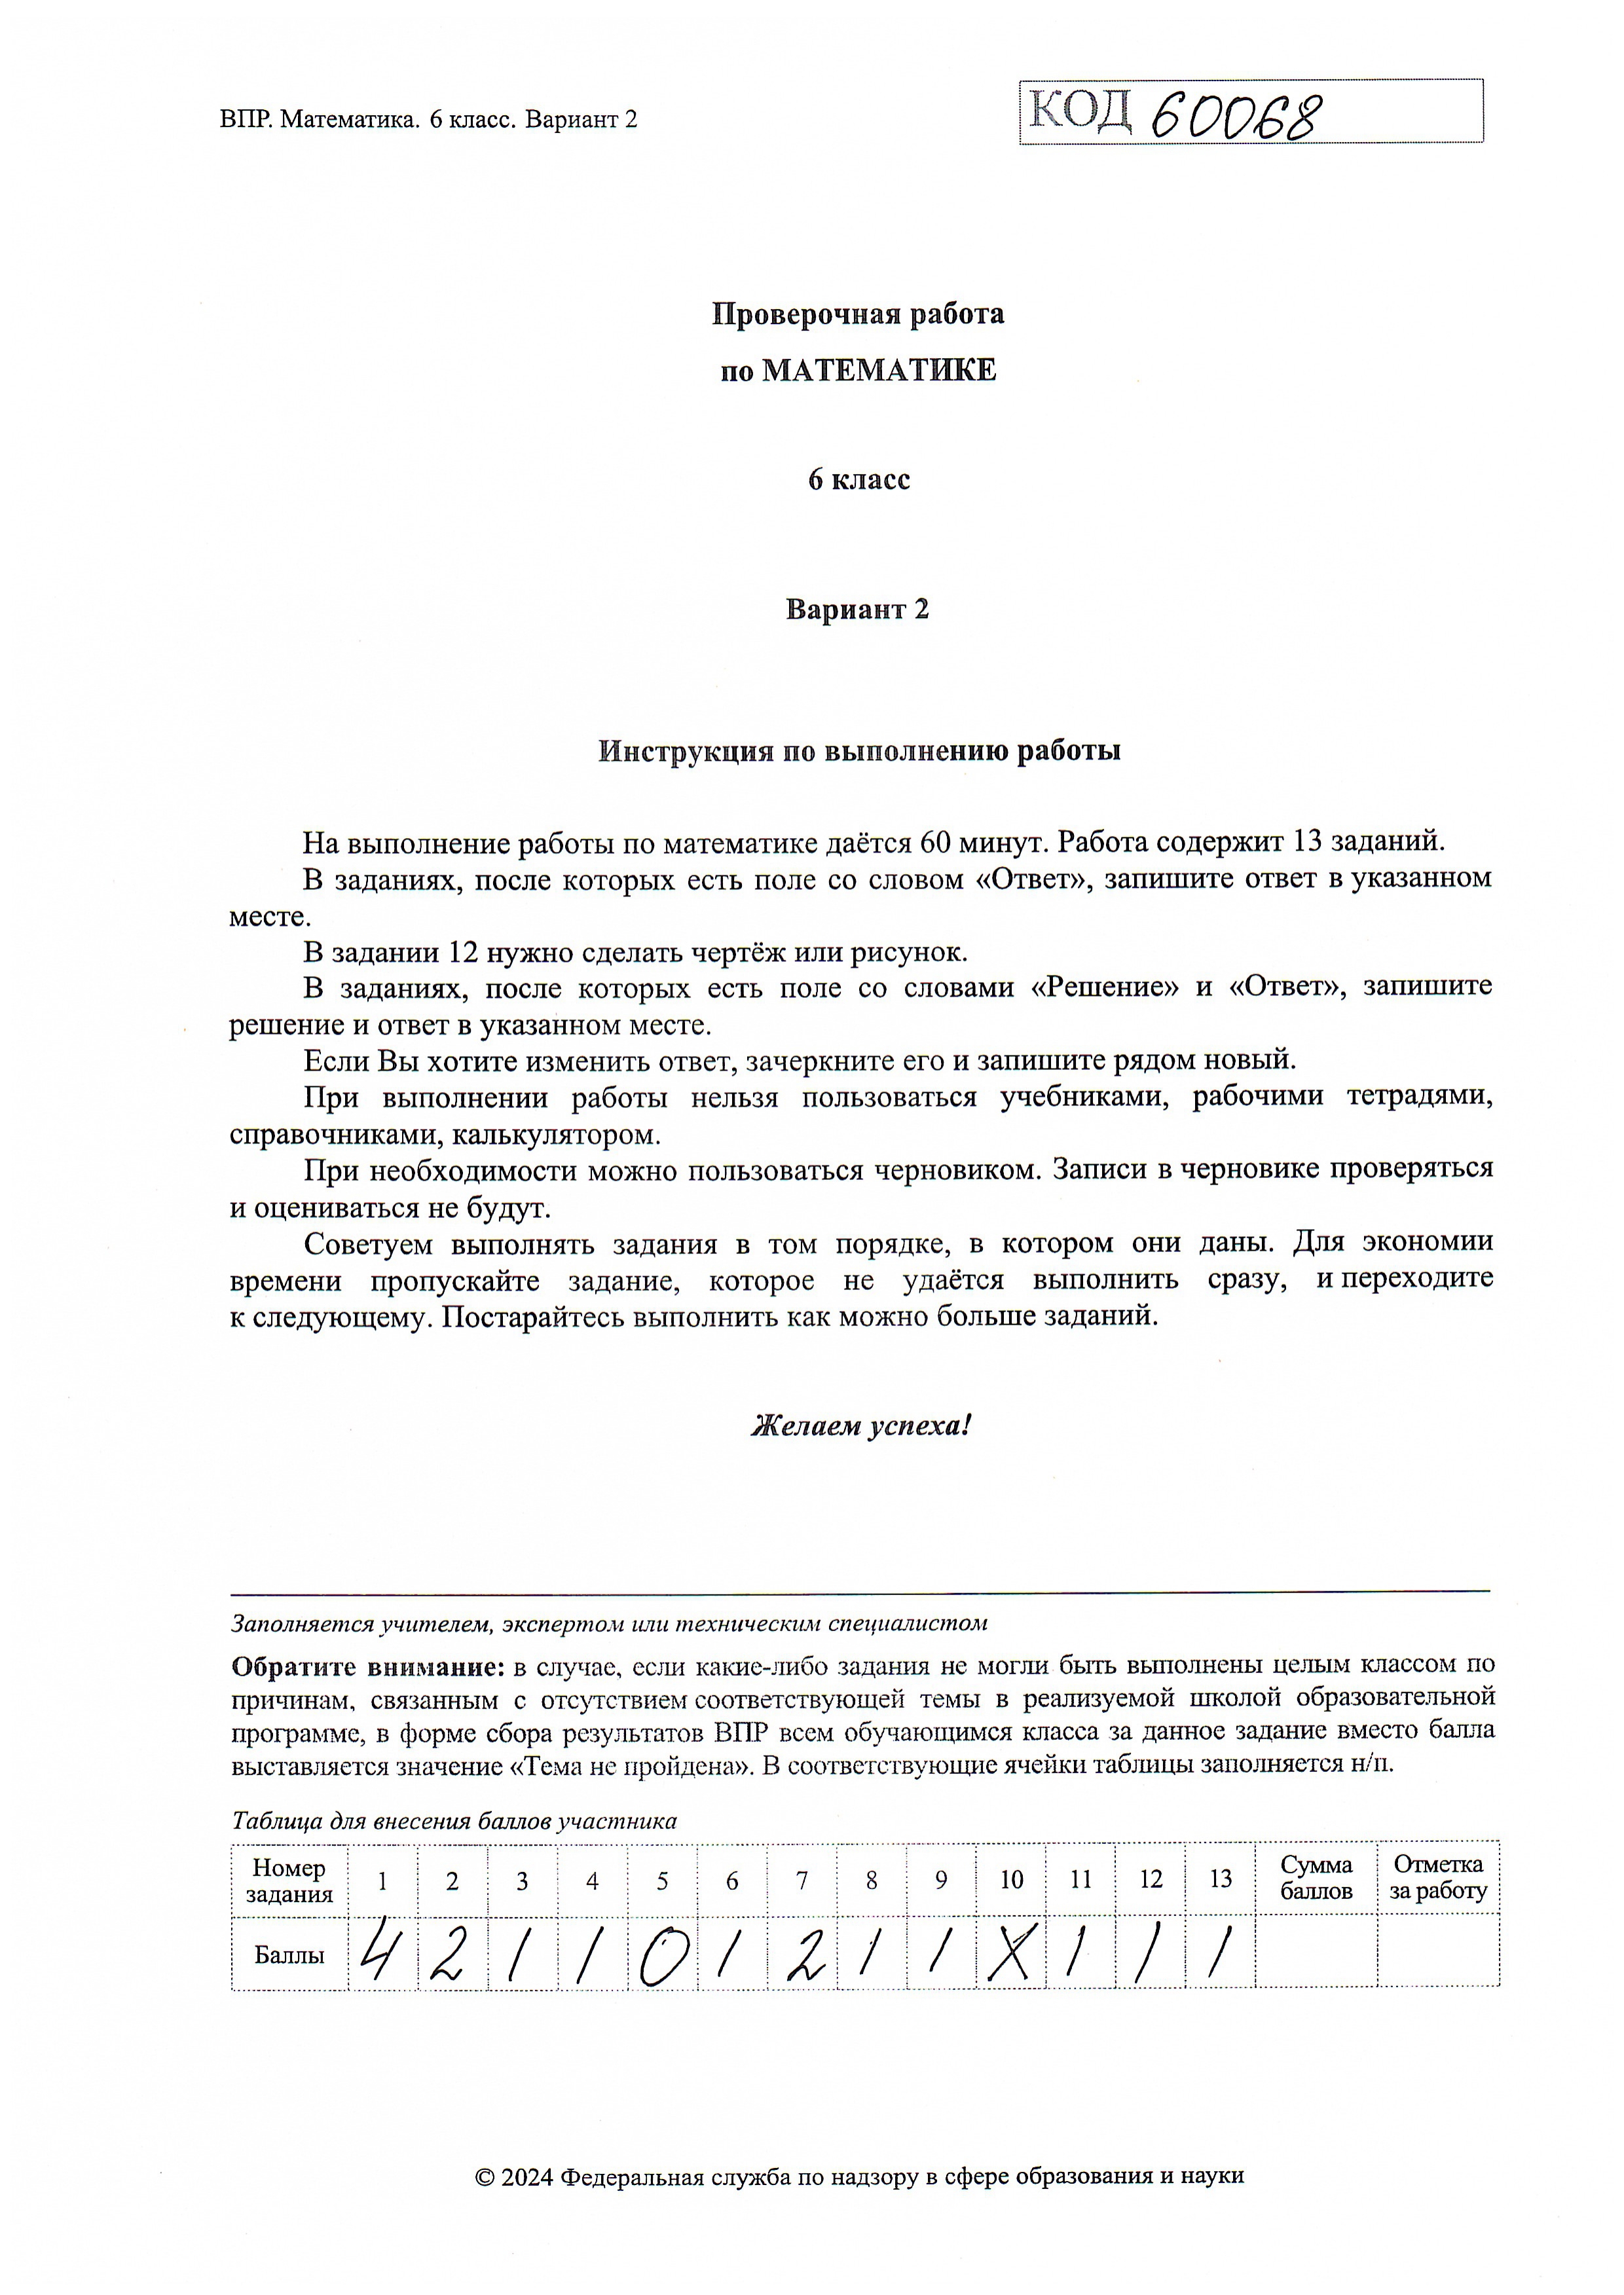 ВПР. Математика. 6 класс. Вариант 2
КОД 60068
Проверочная работа
по МАТЕМАТИКЕ
6 класс
Вариант 2
Инструкция по выполнению работы
На выполнение работы по математике даётся 60 минут. Работа содержит 13 заданий.
В заданиях, после которых есть поле со словом «Ответ», запишите ответ в указанном
месте.
В задании 12 нужно сделать чертёж или рисунок.
В заданиях, после которых есть поле со словами «Решение» и «Ответ», запишите
решение и ответ в указанном месте.
Если Вы хотите изменить ответ, зачеркните его и запишите рядом новый.
При выполнении работы нельзя пользоваться учебниками, рабочими тетрадями,
справочниками, калькулятором.
При необходимости можно пользоваться черновиком. Записи в черновике проверяться
и оцениваться не будут.
Советуем выполнять задания в том порядке, в котором они даны. Для экономии
времени пропускайте задание, которое не удаётся выполнить сразу, и переходите
к следующему. Постарайтесь выполнить как можно больше заданий.
Желаем успеха!
Заполняется учителем, экспертом или техническим специалистом
Обратите внимание: в случае, если какие-либо задания не могли быть выполнены целым классом по
причинам, связанным с отсутствием соответствующей темы в реализуемой школой образовательной
программе, в форме сбора результатов ВПР всем обучающимся класса за данное задание вместо балла
выставляется значение «Тема не пройдена». В соответствующие ячейки таблицы заполняется н/п.
Таблица для внесения баллов участника
Номер задания 1 2 3 4 5 6 7 8 9 10 11 12 13 Сумма баллов Отметка за работу
Баллы 4 2 1 1 0 1 2 1 1 X 1 1 1
© 2024 Федеральная служба по надзору в сфере образования и науки